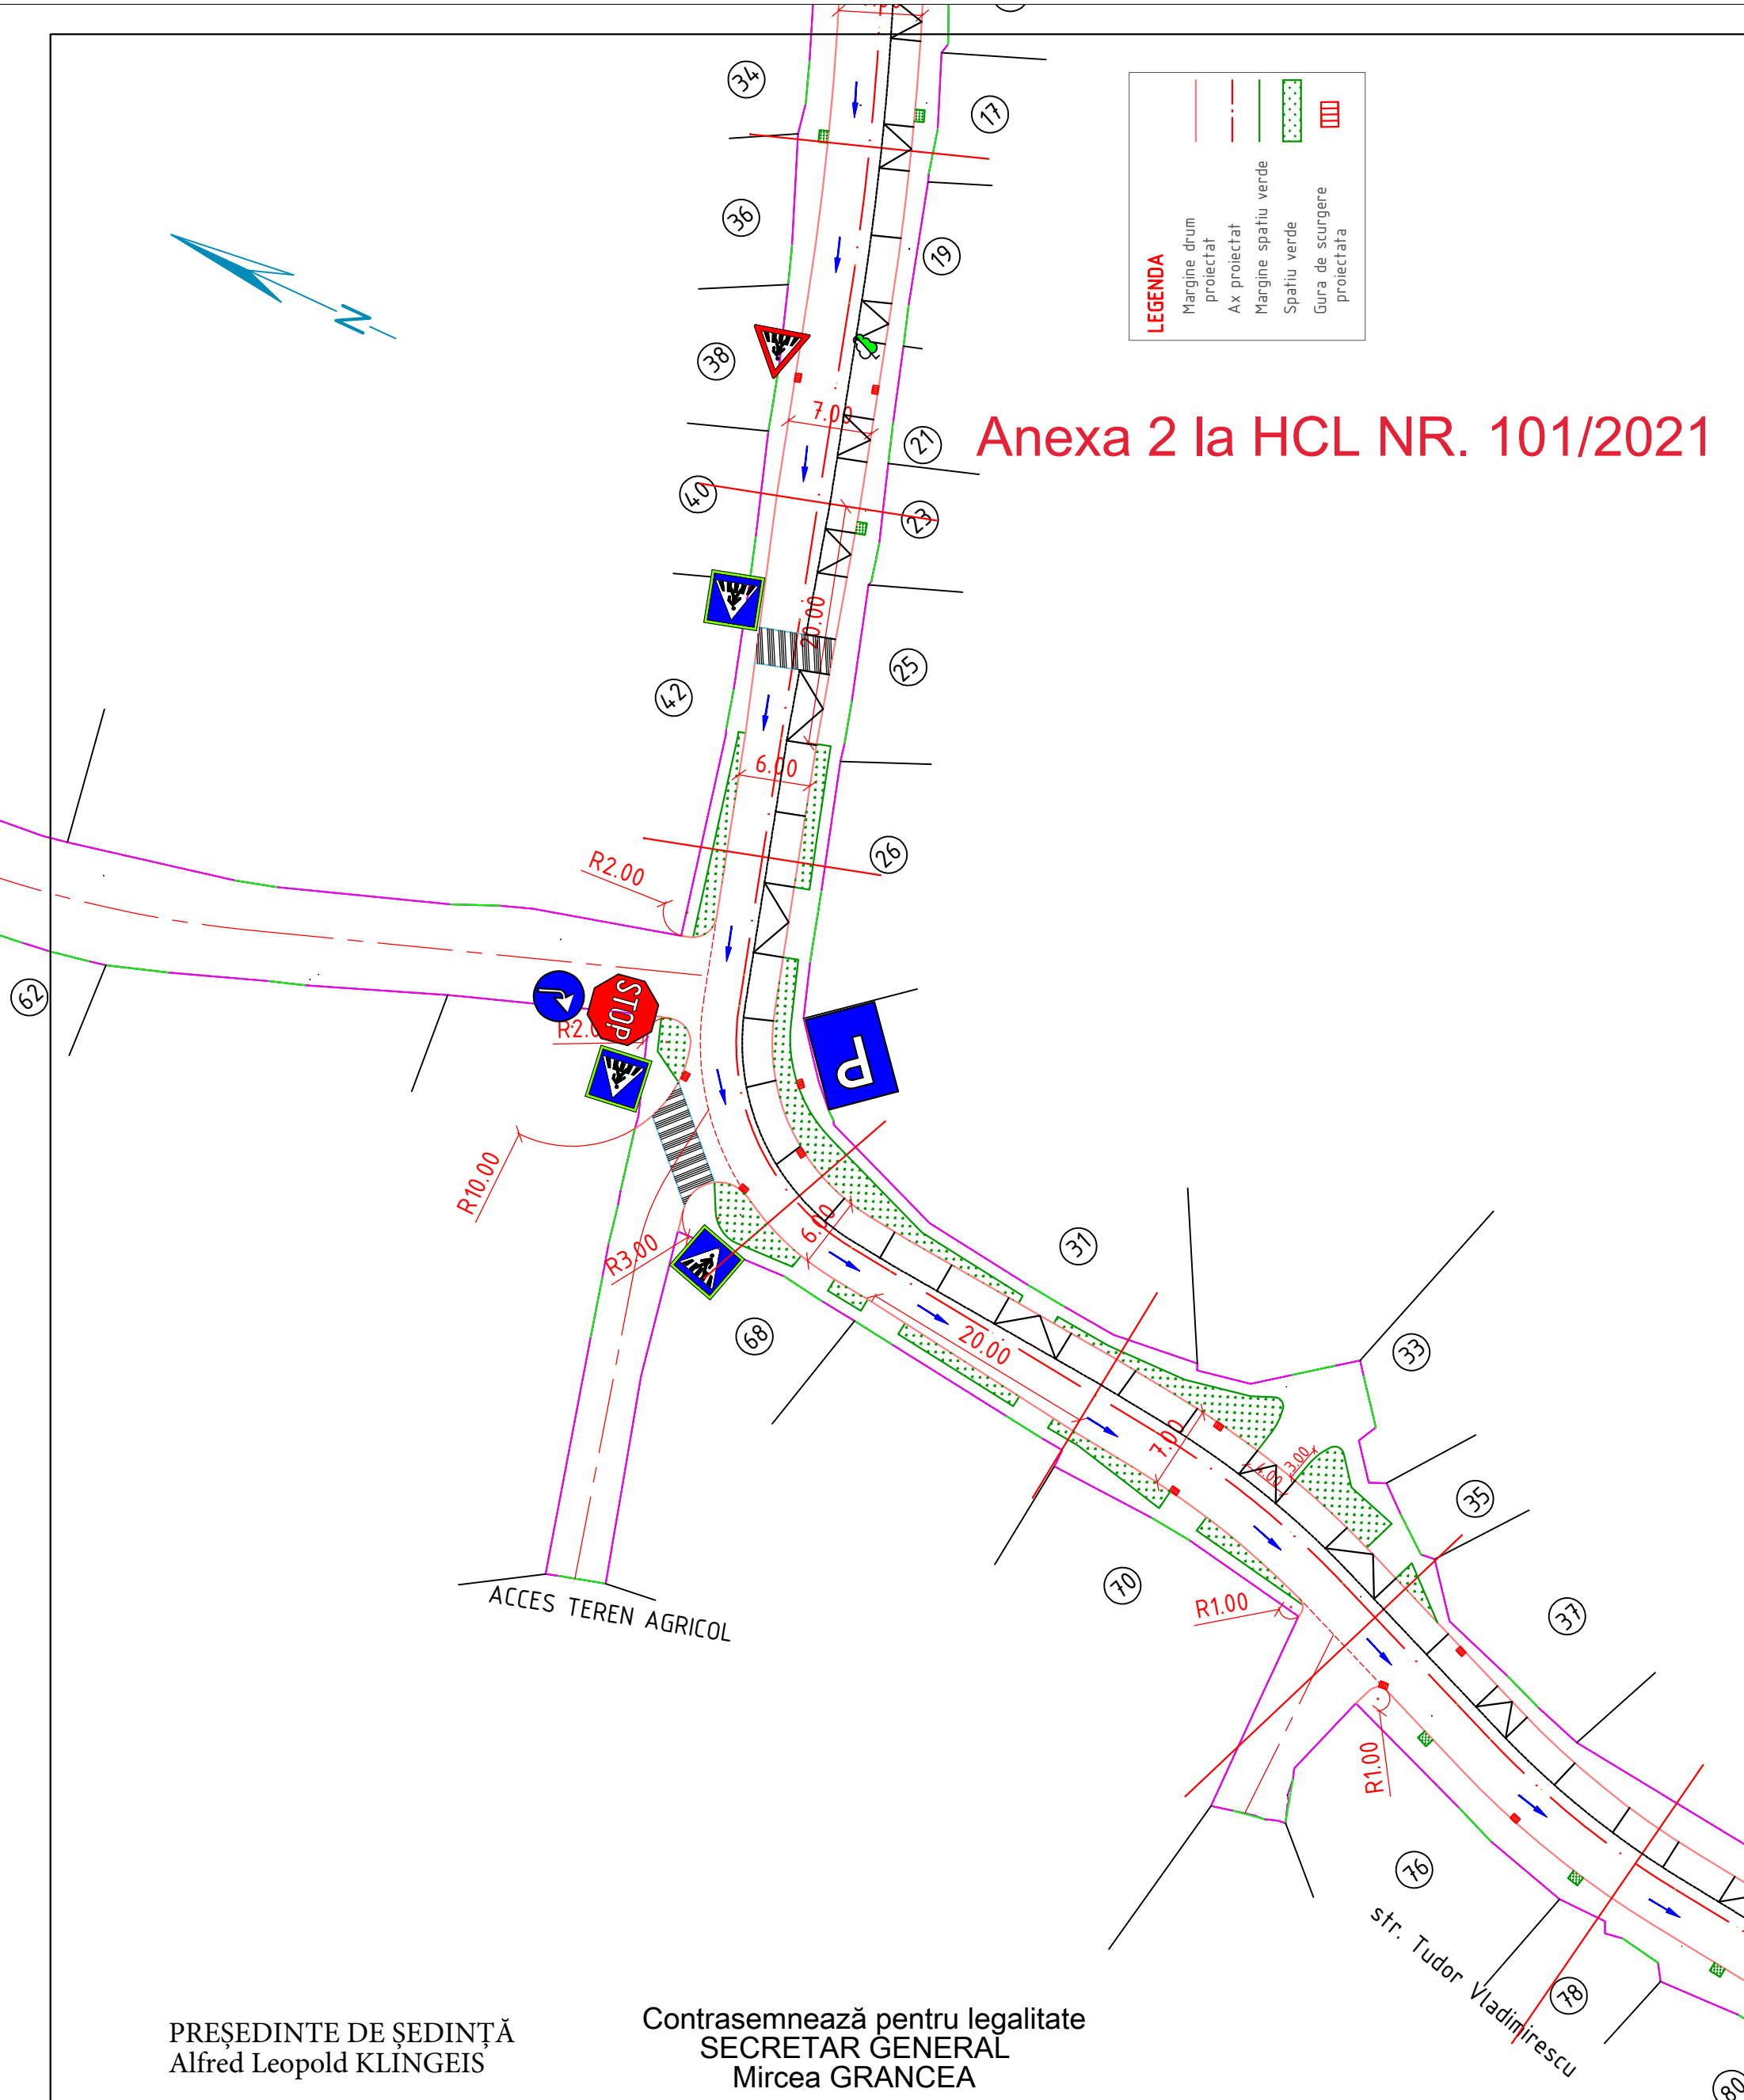 34
17
36
19
38
LEGENDA
Margine drum
proiectat
Ax proiectat
Margine spatiu verde
Spatiu verde
Gura de scurgere
proiectata
N
7.00
21
Anexa 2 la HCL NR. 101/2021
40
23
20.00
25
42
6.00
26
R2.00
62
STOP
P
R10.00
R3.00
6.00
31
68
20.00
33
7.00
4.00
3.00
35
70
R1.00
37
ACCES TEREN AGRICOL
R1.00
76
str. Tudor Vladimirescu
78
80
PREȘEDINTE DE ȘEDINȚĂ
Alfred Leopold KLINGEIS
Contrasemnează pentru legalitate
SECRETAR GENERAL
Mircea GRANCEA